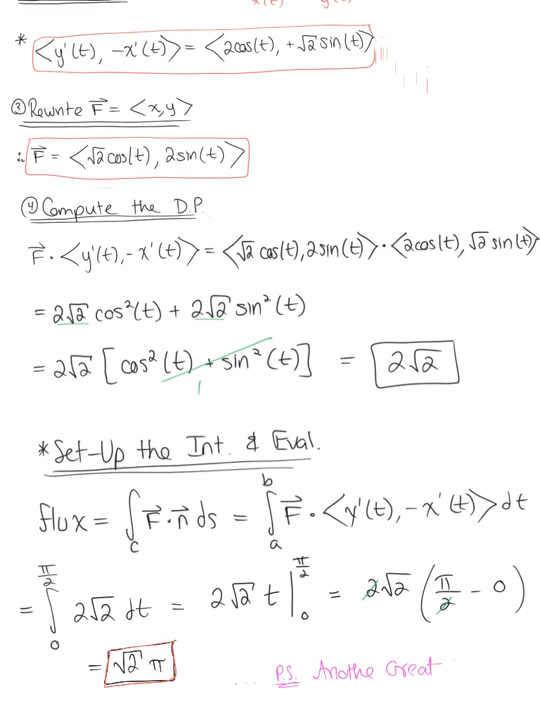 x(t) y(t)
* <y'(t), -x'(t)> = <2cos(t), +√2 sin(t)>
③ Rewrite F⃗ = <x,y>
∴ F⃗ = <√2 cos(t), 2sin(t)>
④ Compute the D.P.
F⃗ · <y'(t), -x'(t)> = <√2 cos(t), 2sin(t)> · <2cos(t), √2 sin(t)>
= 2√2 cos²(t) + 2√2 sin²(t)
= 2√2 [cos²(t) + sin²(t)] = 2√2
1
* Set-Up the Int. & Eval.
flux = ∫_C F⃗ · n⃗ ds = ∫_a^b F⃗ · <y'(t), -x'(t)> dt
= ∫_0^{π/2} 2√2 dt = 2√2 t |_0^{π/2} = 2√2 (π/2 - 0)
= √2 π
... P.S. Anothe Great